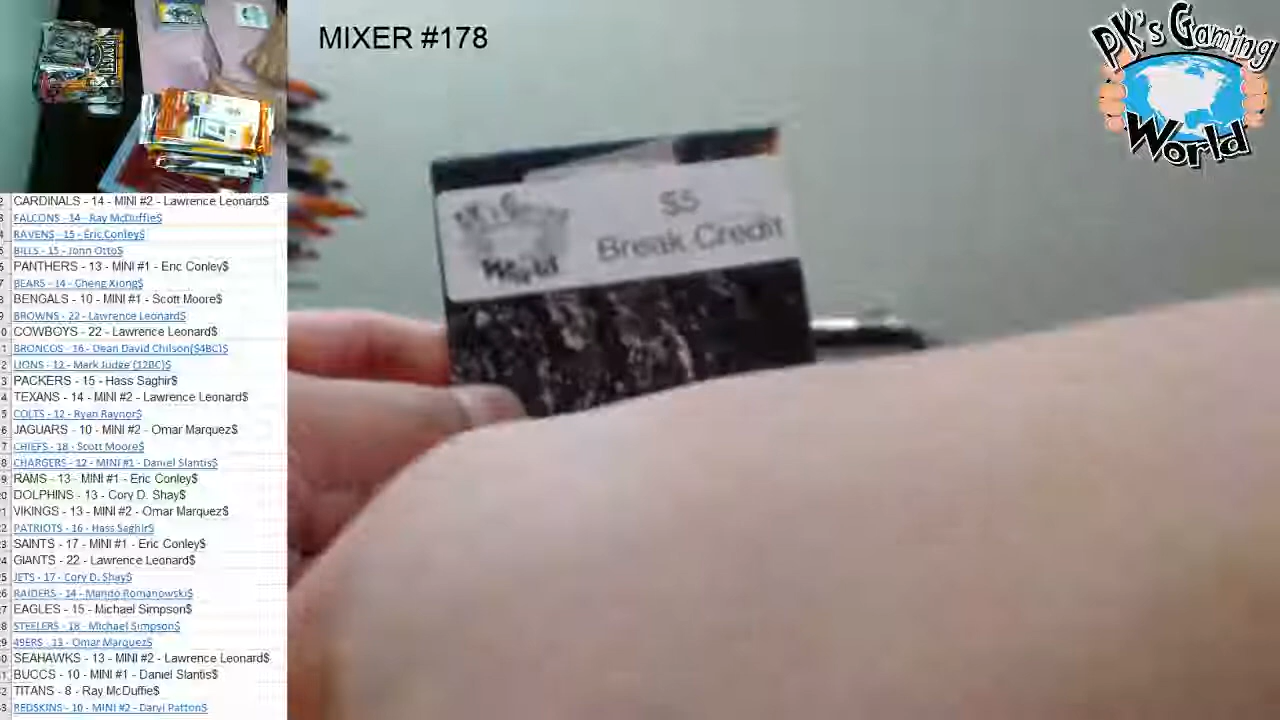 MIXER #178
PK's Gaming World
PK's
World
$5
Break Credit
CARDINALS - 14 - MINI #2 - Lawrence Leonard$
FALCONS - 14 - Ray McDuffie$
RAVENS - 15 - Eric Conley$
BILLS - 15 - John Otto$
PANTHERS - 13 - MINI #1 - Eric Conley$
BEARS - 14 - Cheng Xiong$
BENGALS - 10 - MINI #1 - Scott Moore$
BROWNS - 22 - Lawrence Leonard$
COWBOYS - 22 - Lawrence Leonard$
BRONCOS - 16 - Dean David Chilson($4BC)$
LIONS - 12 - Mark Judge (12BC)$
PACKERS - 15 - Hass Saghir$
TEXANS - 14 - MINI #2 - Lawrence Leonard$
COLTS - 12 - Ryan Raynor$
JAGUARS - 10 - MINI #2 - Omar Marquez$
CHIEFS - 18 - Scott Moore$
CHARGERS - 12 - MINI #1 - Daniel Slantis$
RAMS - 13 - MINI #1 - Eric Conley$
DOLPHINS - 13 - Cory D. Shay$
VIKINGS - 13 - MINI #2 - Omar Marquez$
PATRIOTS - 16 - Hass Saghir$
SAINTS - 17 - MINI #1 - Eric Conley$
GIANTS - 22 - Lawrence Leonard$
JETS - 17 - Cory D. Shay$
RAIDERS - 14 - Mando Romanowski$
EAGLES - 15 - Michael Simpson$
STEELERS - 18 - Michael Simpson$
49ERS - 13 - Omar Marquez$
SEAHAWKS - 13 - MINI #2 - Lawrence Leonard$
BUCCS - 10 - MINI #1 - Daniel Slantis$
TITANS - 8 - Ray McDuffie$
REDSKINS - 10 - MINI #2 - Daryl Patton$